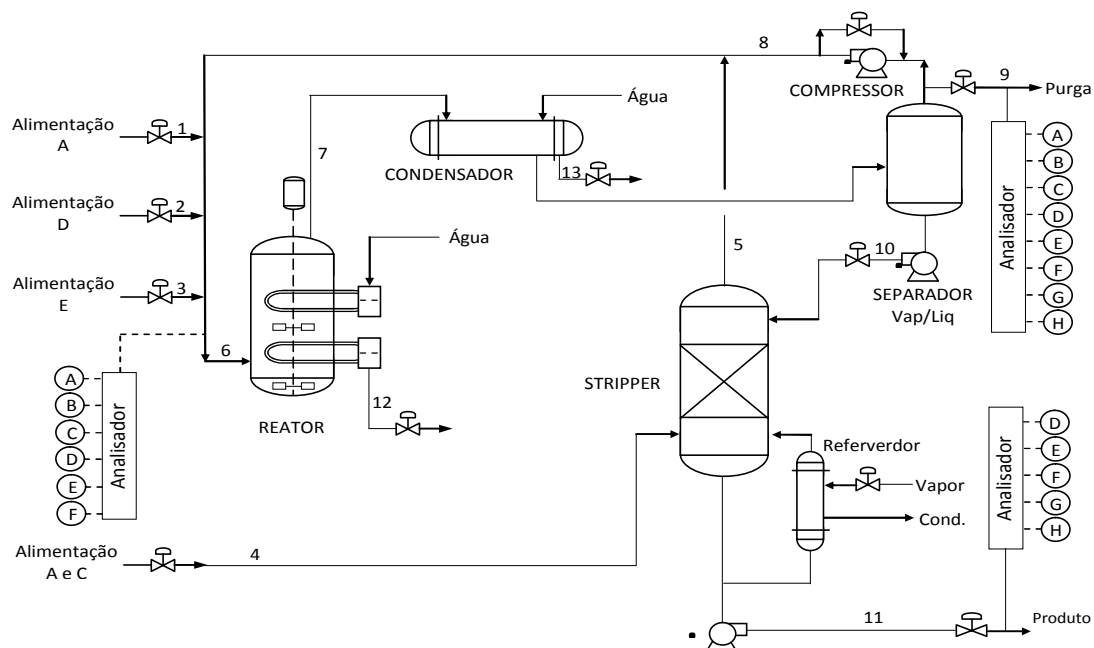 8
COMPRESSOR
9
Purga
Água
Alimentação
A
1
7
CONDENSADOR
13
Analisador
A
B
C
D
E
F
G
H
Alimentação
D
2
Água
5
10
SEPARADOR
Vap/Liq
Alimentação
E
3
6
REATOR
12
STRIPPER
Analisador
A
B
C
D
E
F
Referverdor
Vapor
Cond.
Analisador
D
E
F
G
H
Alimentação
A e C
4
11
Produto